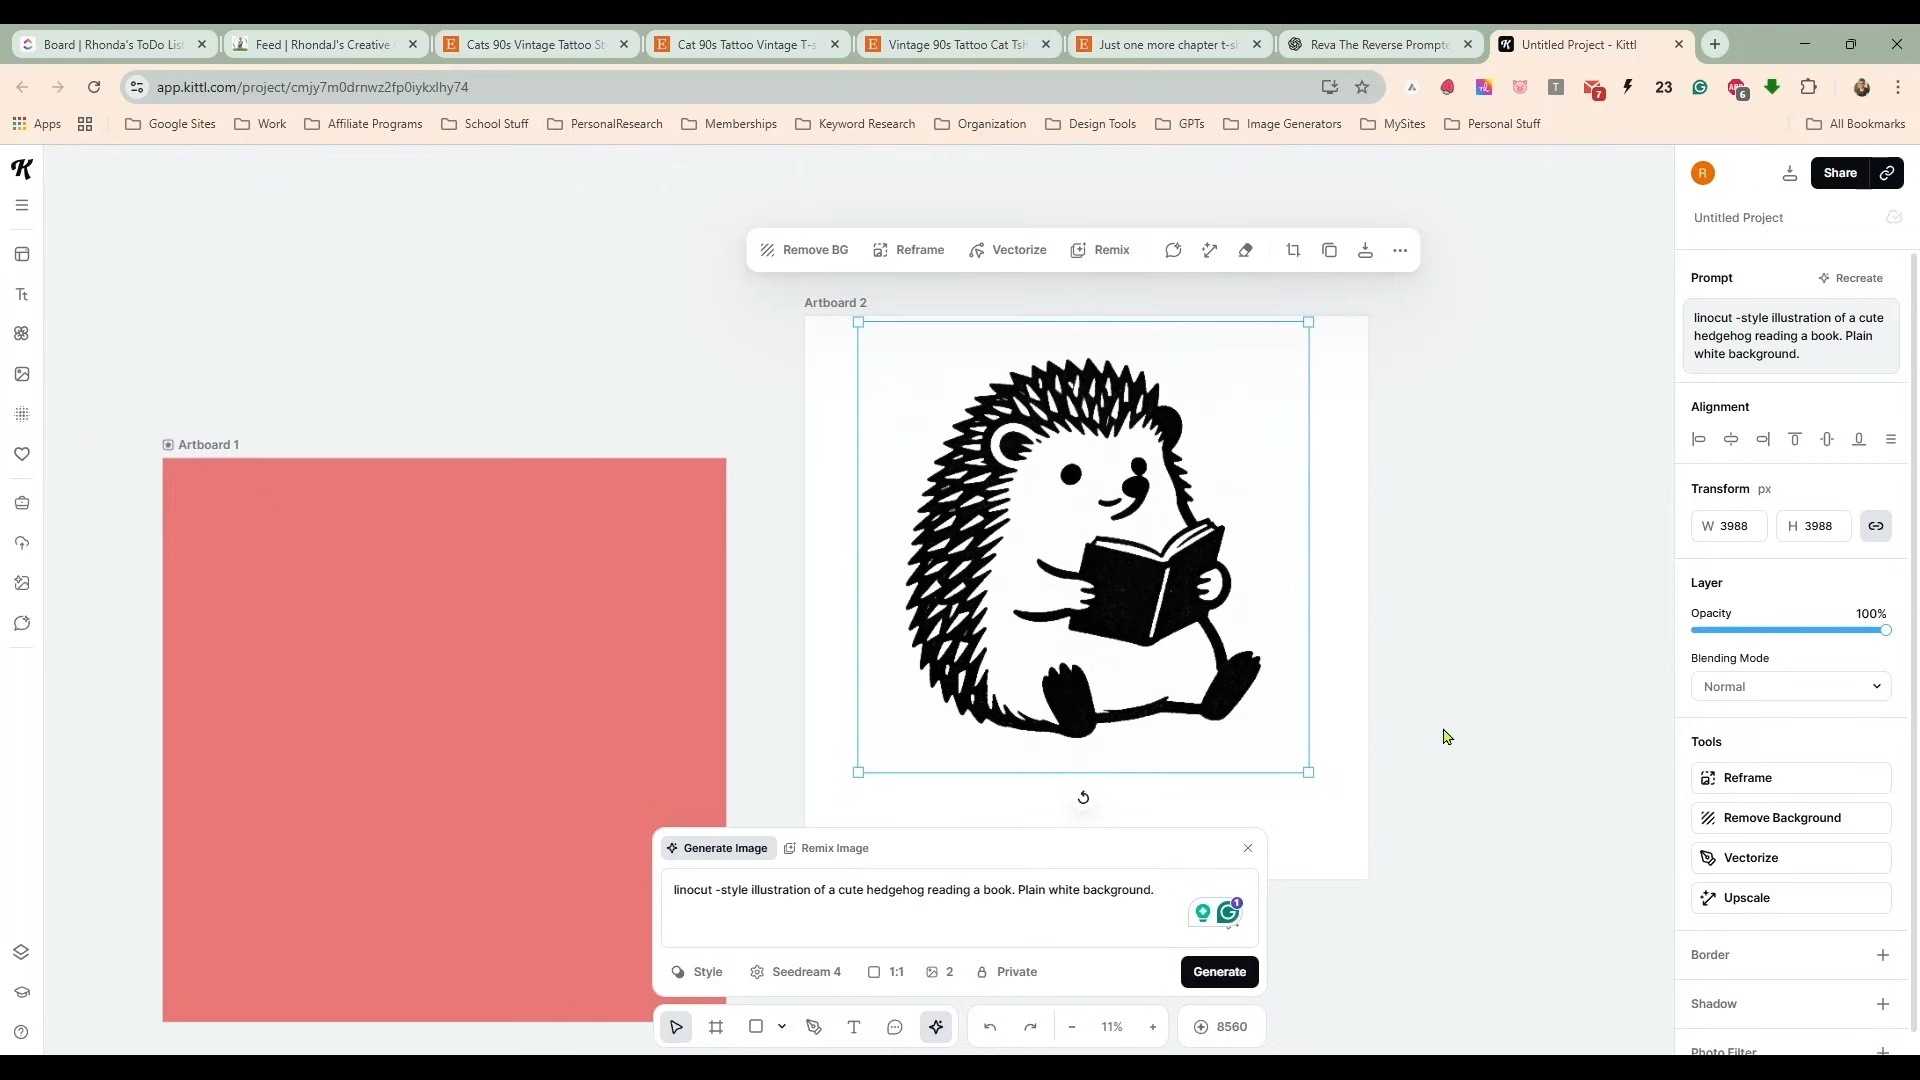 Board | Rhonda's ToDo List
Feed | RhondaJ's Creative
Cats 90s Vintage Tattoo St
Cat 90s Tattoo Vintage T-s
Vintage 90s Tattoo Cat Tsh
Just one more chapter t-sh
Reva The Reverse Prompte
Untitled Project - Kittl
app.kittl.com/project/cmjy7m0drnwz2fp0iykxlhy74
7
23
6
Apps
Google Sites
Work
Affiliate Programs
School Stuff
PersonalResearch
Memberships
Keyword Research
Organization
Design Tools
GPTs
Image Generators
MySites
Personal Stuff
All Bookmarks
R
Share
Untitled Project
Remove BG
Reframe
Vectorize
Remix
Artboard 2
Artboard 1
Prompt
Recreate
linocut -style illustration of a cute
hedgehog reading a book. Plain
white background.
Alignment
Transform px
W 3988
H 3988
Layer
Opacity 100%
Blending Mode
Normal
Tools
Reframe
Remove Background
Vectorize
Upscale
Border
Shadow
Photo Filter
Generate Image
Remix Image
linocut -style illustration of a cute hedgehog reading a book. Plain white background.
1
Style
Seedream 4
1:1
2
Private
Generate
11%
8560